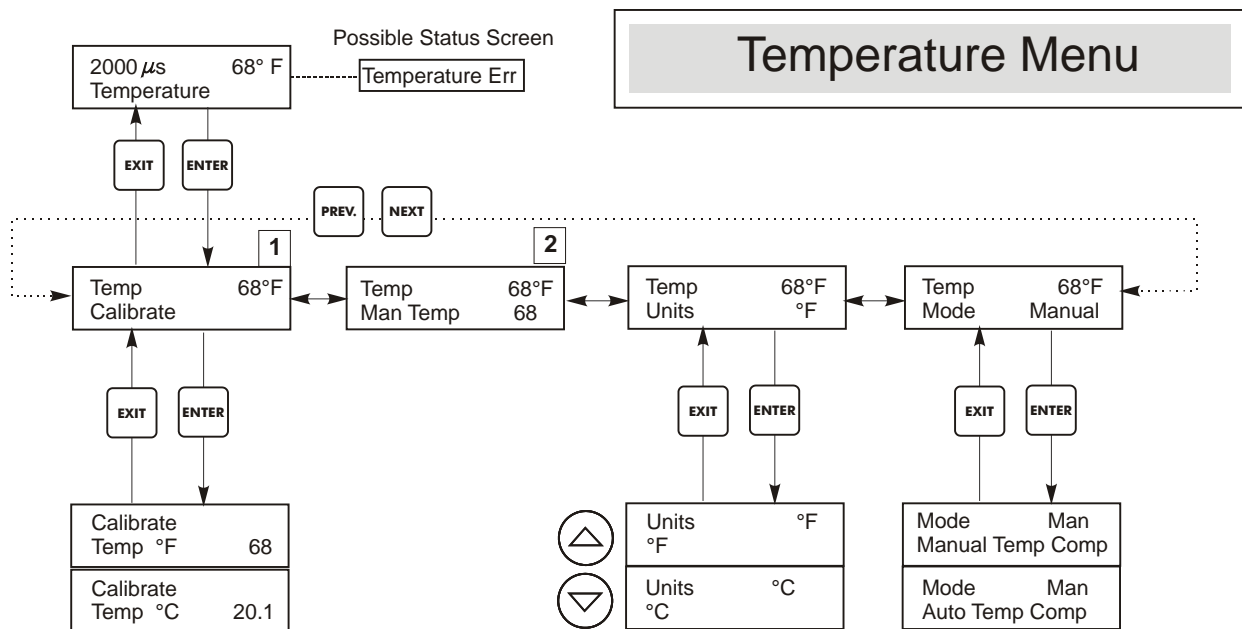 Temperature Menu
Possible Status Screen
2000 μs 68° F
Temperature
Temperature Err
EXIT
ENTER
PREV.
NEXT
1
Temp 68°F
Calibrate
2
Temp 68°F
Man Temp 68
Temp 68°F
Units °F
Temp 68°F
Mode Manual
EXIT
ENTER
EXIT
ENTER
EXIT
ENTER
Calibrate
Temp °F 68
Calibrate
Temp °C 20.1
Units °F
°F
Units °C
°C
Mode Man
Manual Temp Comp
Mode Man
Auto Temp Comp